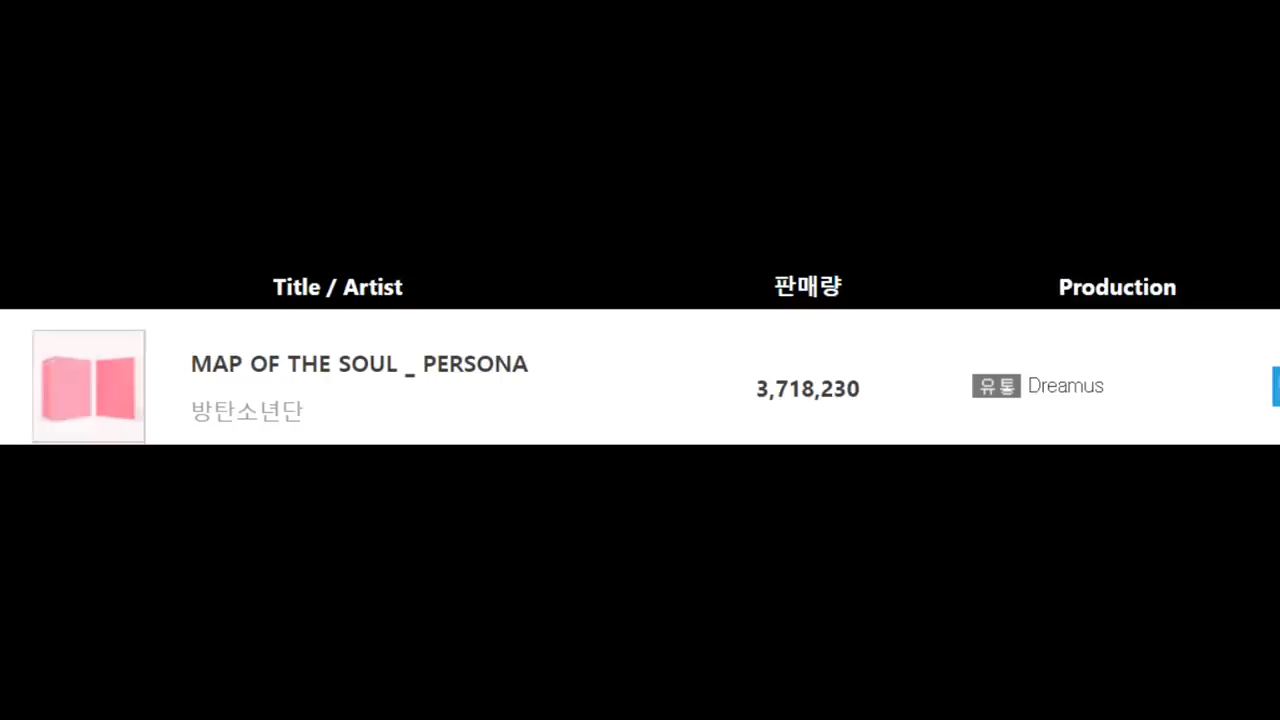 Title / Artist 판매량 Production
MAP OF THE SOUL _ PERSONA
방탄소년단
3,718,230
유통 Dreamus